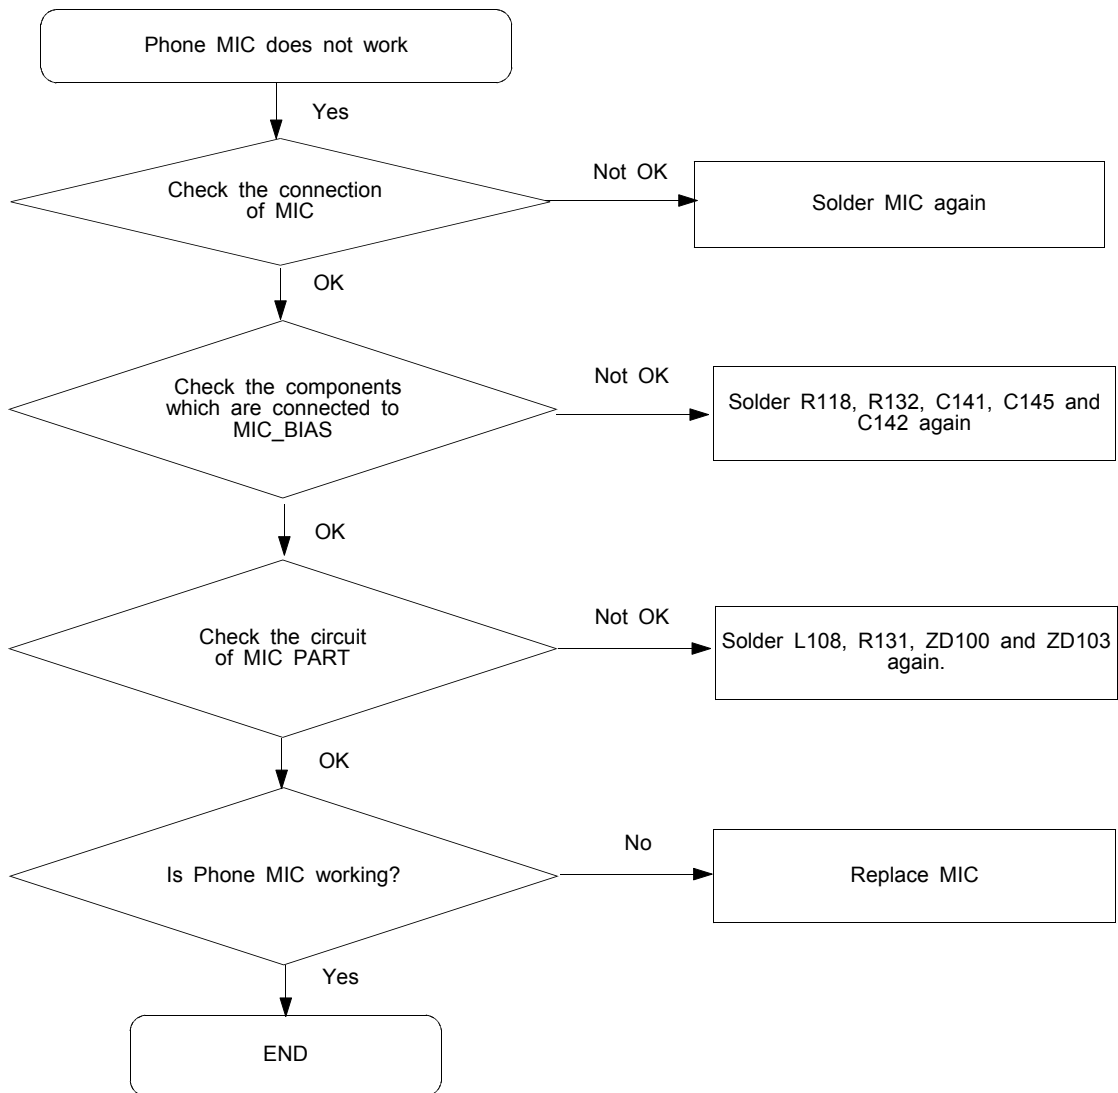 Phone MIC does not work
Yes
Check the connection
of MIC
Not OK
Solder MIC again
OK
Check the components
which are connected to
MIC_BIAS
Not OK
Solder R118, R132, C141, C145 and
C142 again
OK
Check the circuit
of MIC PART
Not OK
Solder L108, R131, ZD100 and ZD103
again.
OK
Is Phone MIC working?
No
Replace MIC
Yes
END